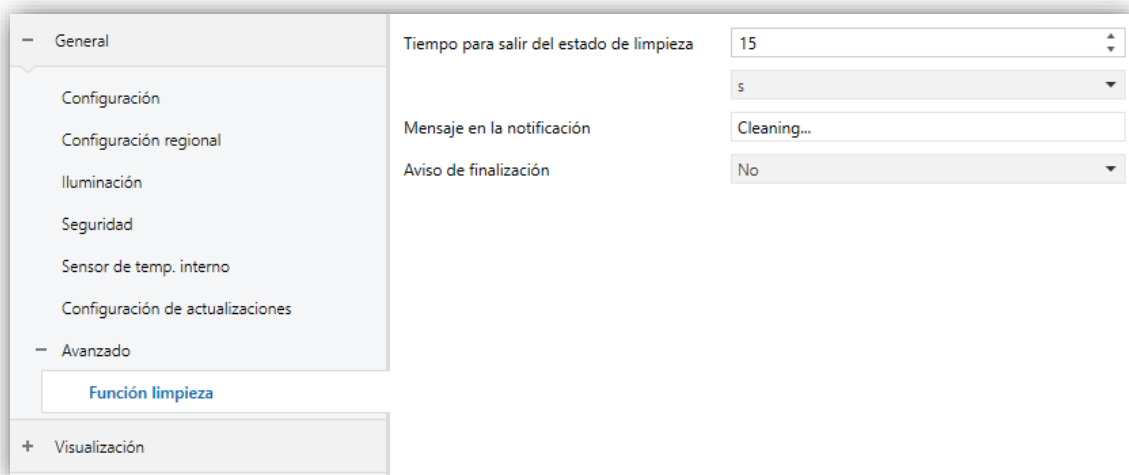 General
Configuración
Configuración regional
Iluminación
Seguridad
Sensor de temp. interno
Configuración de actualizaciones
Avanzado
Función limpieza
Visualización
Tiempo para salir del estado de limpieza 15
s
Mensaje en la notificación Cleaning...
Aviso de finalización No